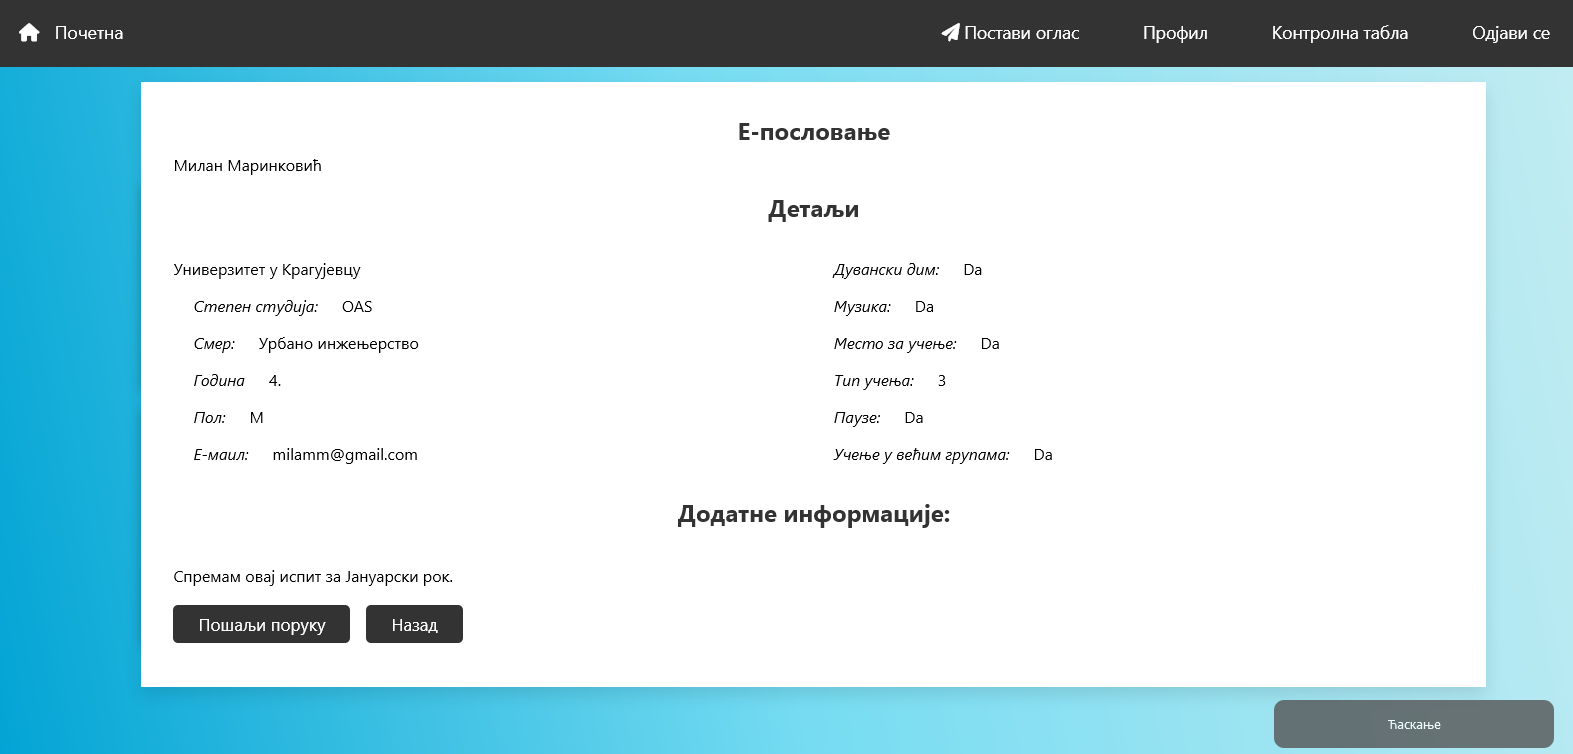 Почетна
Постави оглас
Профил
Контролна табла
Одјави се
Е-пословање
Милан Маринковић
Детаљи
Универзитет у Крагујевцу
Степен студија: OAS
Смер: Урбано инжењерство
Година 4.
Пол: M
Е-маил: milamm@gmail.com
Дувански дим: Da
Музика: Da
Место за учење: Da
Тип учења: 3
Паузе: Da
Учење у већим групама: Da
Додатне информације:
Спремам овај испит за Јануарски рок.
Пошаљи поруку
Назад
Ћаскање